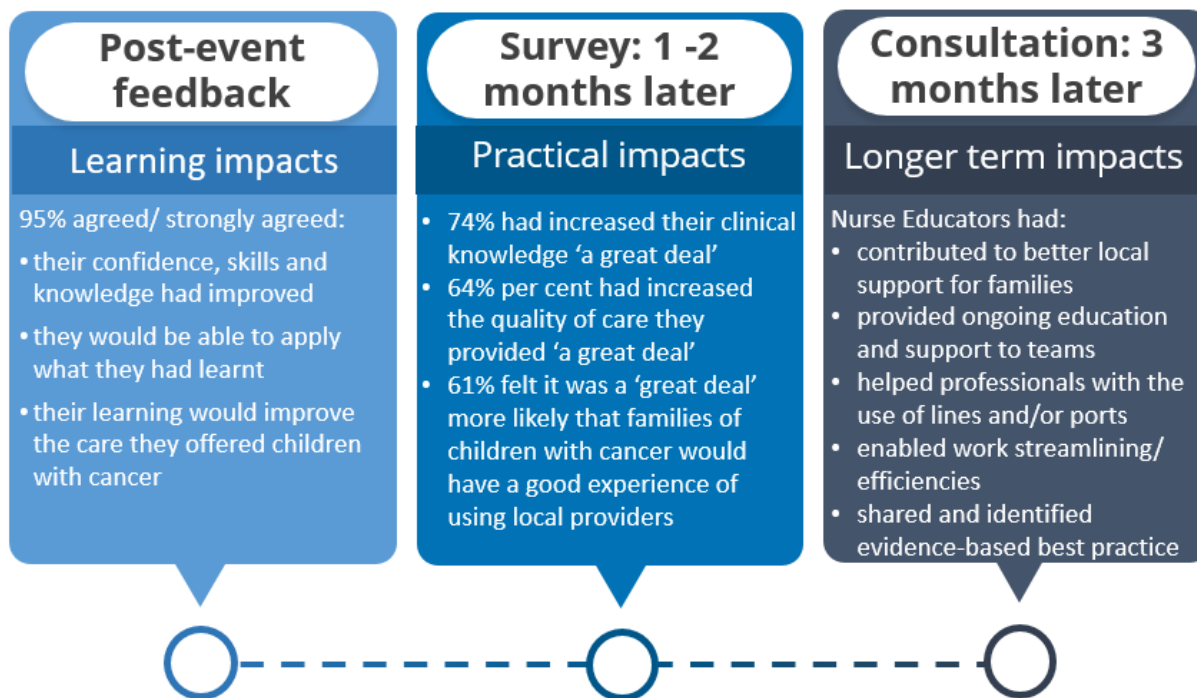 Post-event
feedback
Learning impacts
95% agreed/ strongly agreed:
• their confidence, skills and
knowledge had improved
• they would be able to apply
what they had learnt
• their learning would improve
the care they offered children
with cancer
Survey: 1 -2
months later
Practical impacts
• 74% had increased their clinical
knowledge ‘a great deal’
• 64% per cent had increased
the quality of care they
provided ‘a great deal’
• 61% felt it was a ‘great deal’
more likely that families of
children with cancer would
have a good experience of
using local providers
Consultation: 3
months later
Longer term impacts
Nurse Educators had:
• contributed to better local
support for families
• provided ongoing education
and support to teams
• helped professionals with the
use of lines and/or ports
• enabled work streamlining/
efficiencies
• shared and identified
evidence-based best practice